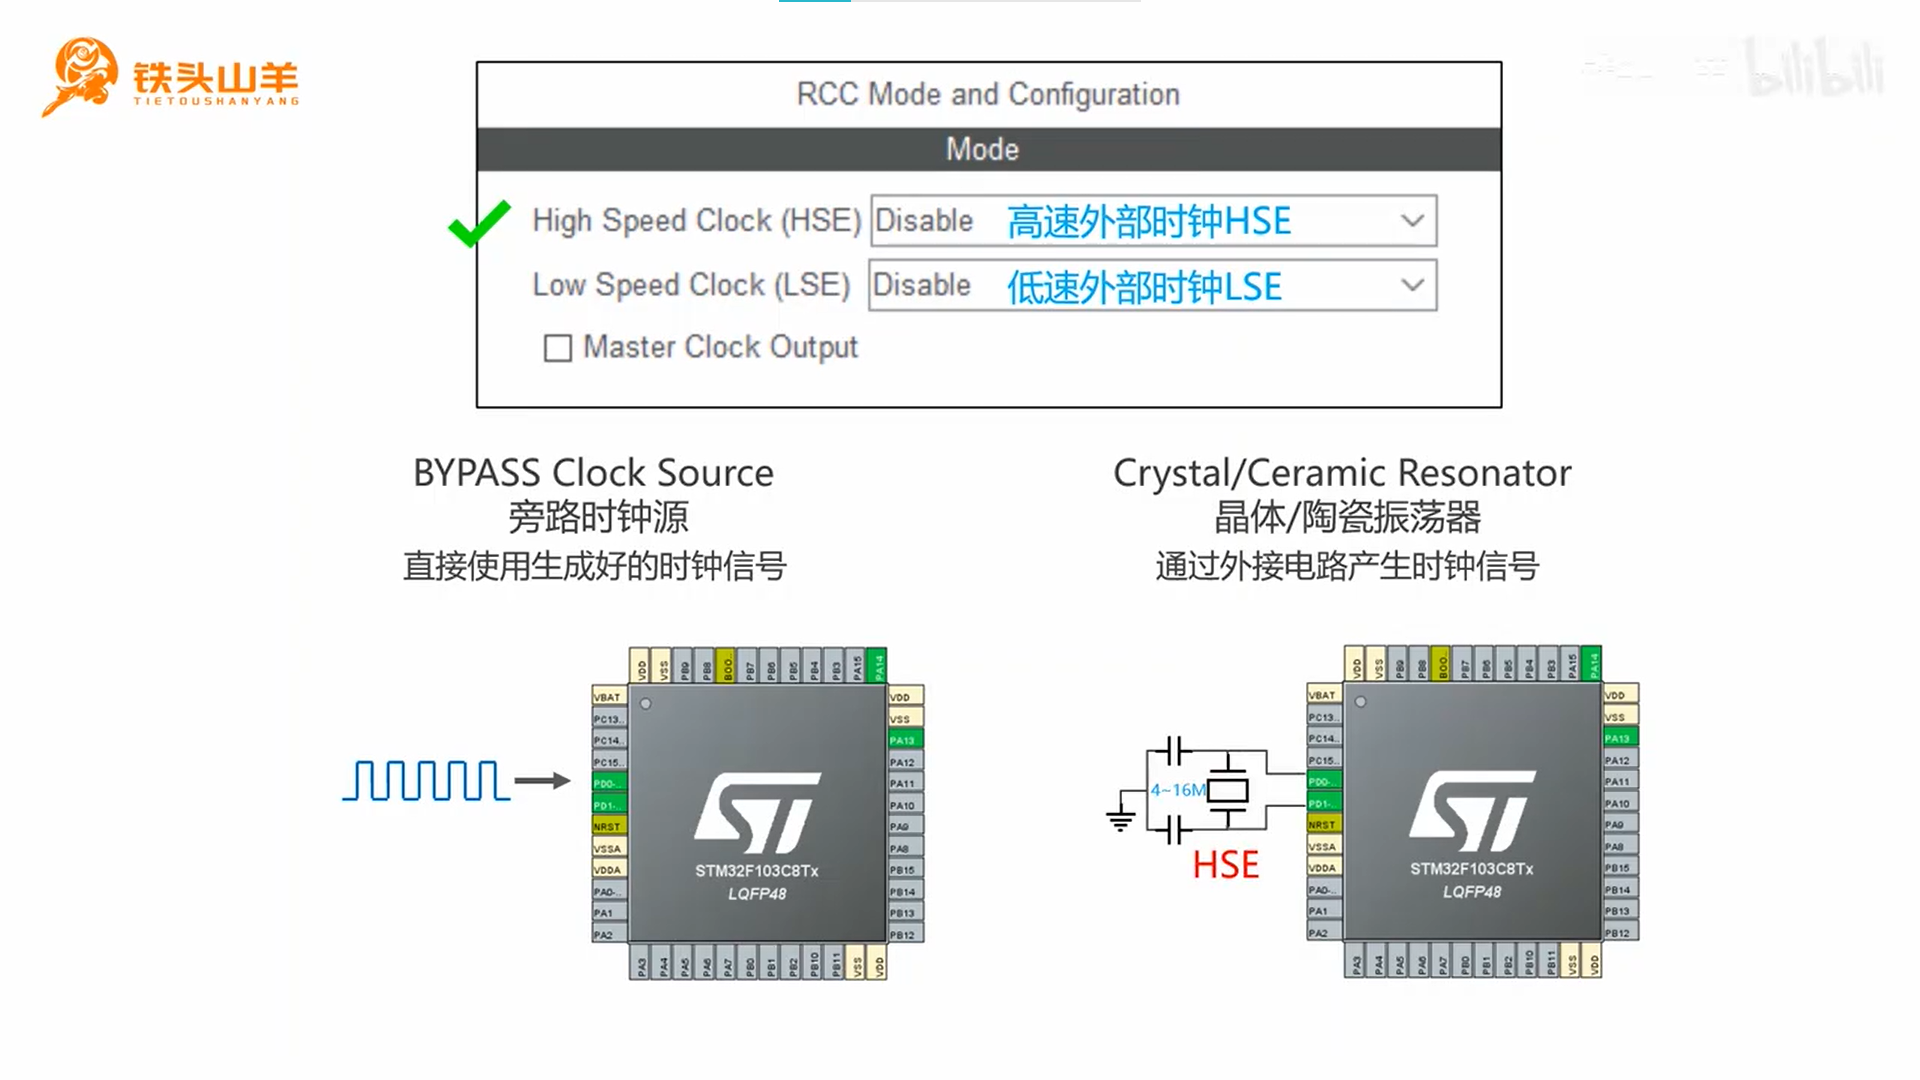 铁头山羊
TIETOUSHANYANG
bilibili
RCC Mode and Configuration
Mode
High Speed Clock (HSE) Disable 高速外部时钟HSE
Low Speed Clock (LSE) Disable 低速外部时钟LSE
Master Clock Output
BYPASS Clock Source
旁路时钟源
直接使用生成好的时钟信号
Crystal/Ceramic Resonator
晶体/陶瓷振荡器
通过外接电路产生时钟信号
VDD VSS PB9 PB8 BOO.. PB7 PB6 PB5 PB4 PB3 PA15 PA14
VBAT
PC13..
PC14..
PC15..
PD0-..
PD1-..
NRST
VSSA
VDDA
PA0-..
PA1
PA2
STM32F103C8Tx
LQFP48
VDD
VSS
PA13
PA12
PA11
PA10
PA9
PA8
PB15
PB14
PB13
PB12
PA3 PA4 PA5 PA6 PA7 PB0 PB1 PB2 PB10 PB11 VSS VDD
4~16M
HSE
VDD VSS PB9 PB8 BOO.. PB7 PB6 PB5 PB4 PB3 PA15 PA14
VBAT
PC13..
PC14..
PC15..
PD0-..
PD1-..
NRST
VSSA
VDDA
PA0-..
PA1
PA2
STM32F103C8Tx
LQFP48
VDD
VSS
PA13
PA12
PA11
PA10
PA9
PA8
PB15
PB14
PB13
PB12
PA3 PA4 PA5 PA6 PA7 PB0 PB1 PB2 PB10 PB11 VSS VDD